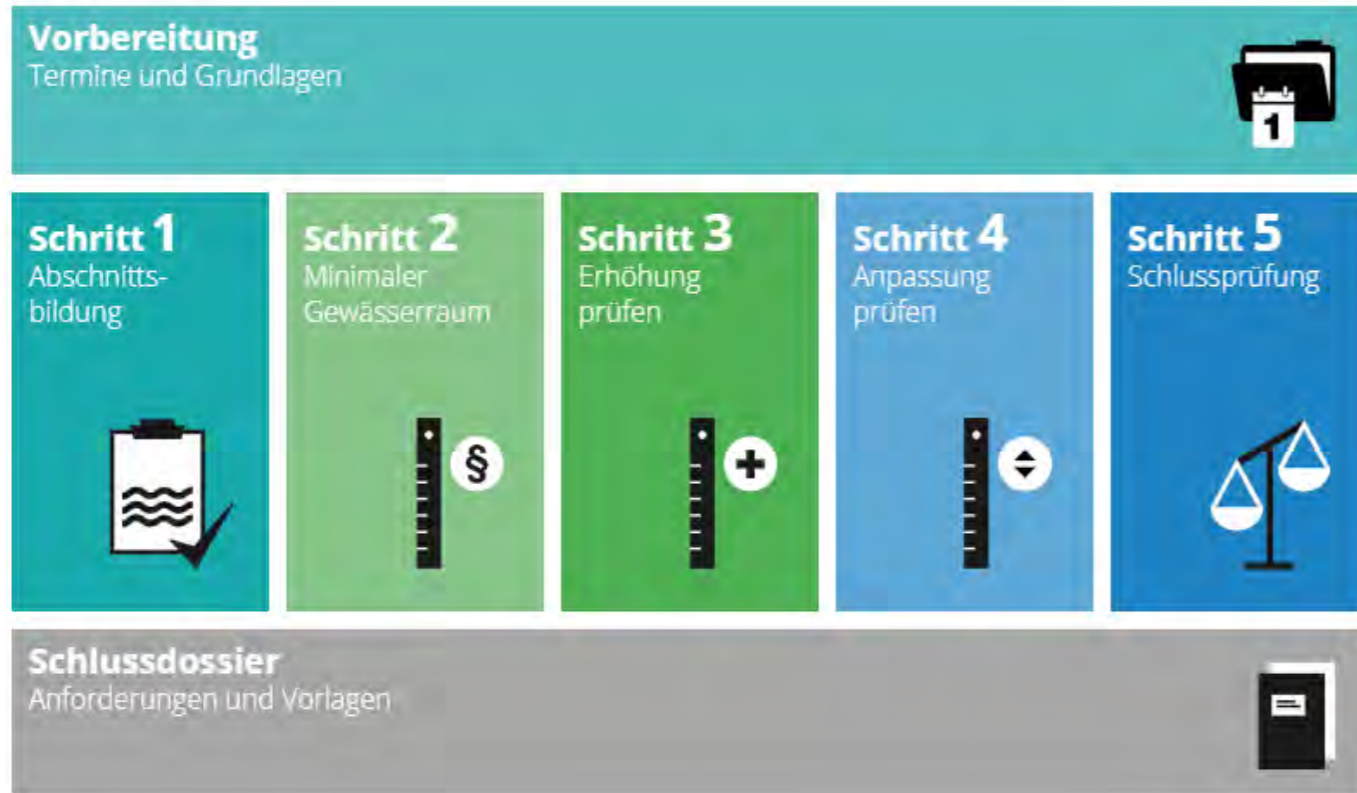 Vorbereitung
Termine und Grundlagen
1
Schritt 1
Abschnitts-
bildung
Schritt 2
Minimaler
Gewässerraum
§
Schritt 3
Erhöhung
prüfen
Schritt 4
Anpassung
prüfen
Schritt 5
Schlussprüfung
Schlussdossier
Anforderungen und Vorlagen